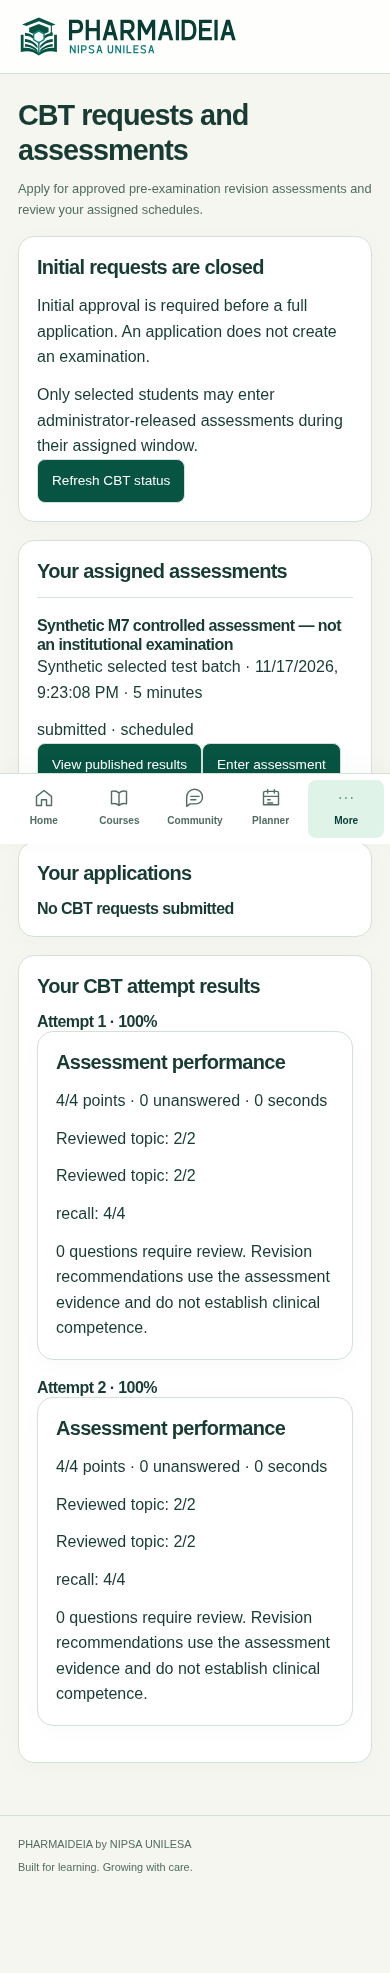 PHARMAIDEIA
NIPSA UNILESA
CBT requests and
assessments
Apply for approved pre-examination revision assessments and
review your assigned schedules.
Initial requests are closed
Initial approval is required before a full
application. An application does not create
an examination.
Only selected students may enter
administrator-released assessments during
their assigned window.
Refresh CBT status
Your assigned assessments
Synthetic M7 controlled assessment — not
an institutional examination
Synthetic selected test batch · 11/17/2026,
9:23:08 PM · 5 minutes
submitted · scheduled
View published results Enter assessment
Home Courses Community Planner More
Your applications
No CBT requests submitted
Your CBT attempt results
Attempt 1 · 100%
Assessment performance
4/4 points · 0 unanswered · 0 seconds
Reviewed topic: 2/2
Reviewed topic: 2/2
recall: 4/4
0 questions require review. Revision
recommendations use the assessment
evidence and do not establish clinical
competence.
Attempt 2 · 100%
Assessment performance
4/4 points · 0 unanswered · 0 seconds
Reviewed topic: 2/2
Reviewed topic: 2/2
recall: 4/4
0 questions require review. Revision
recommendations use the assessment
evidence and do not establish clinical
competence.
PHARMAIDEIA by NIPSA UNILESA
Built for learning. Growing with care.